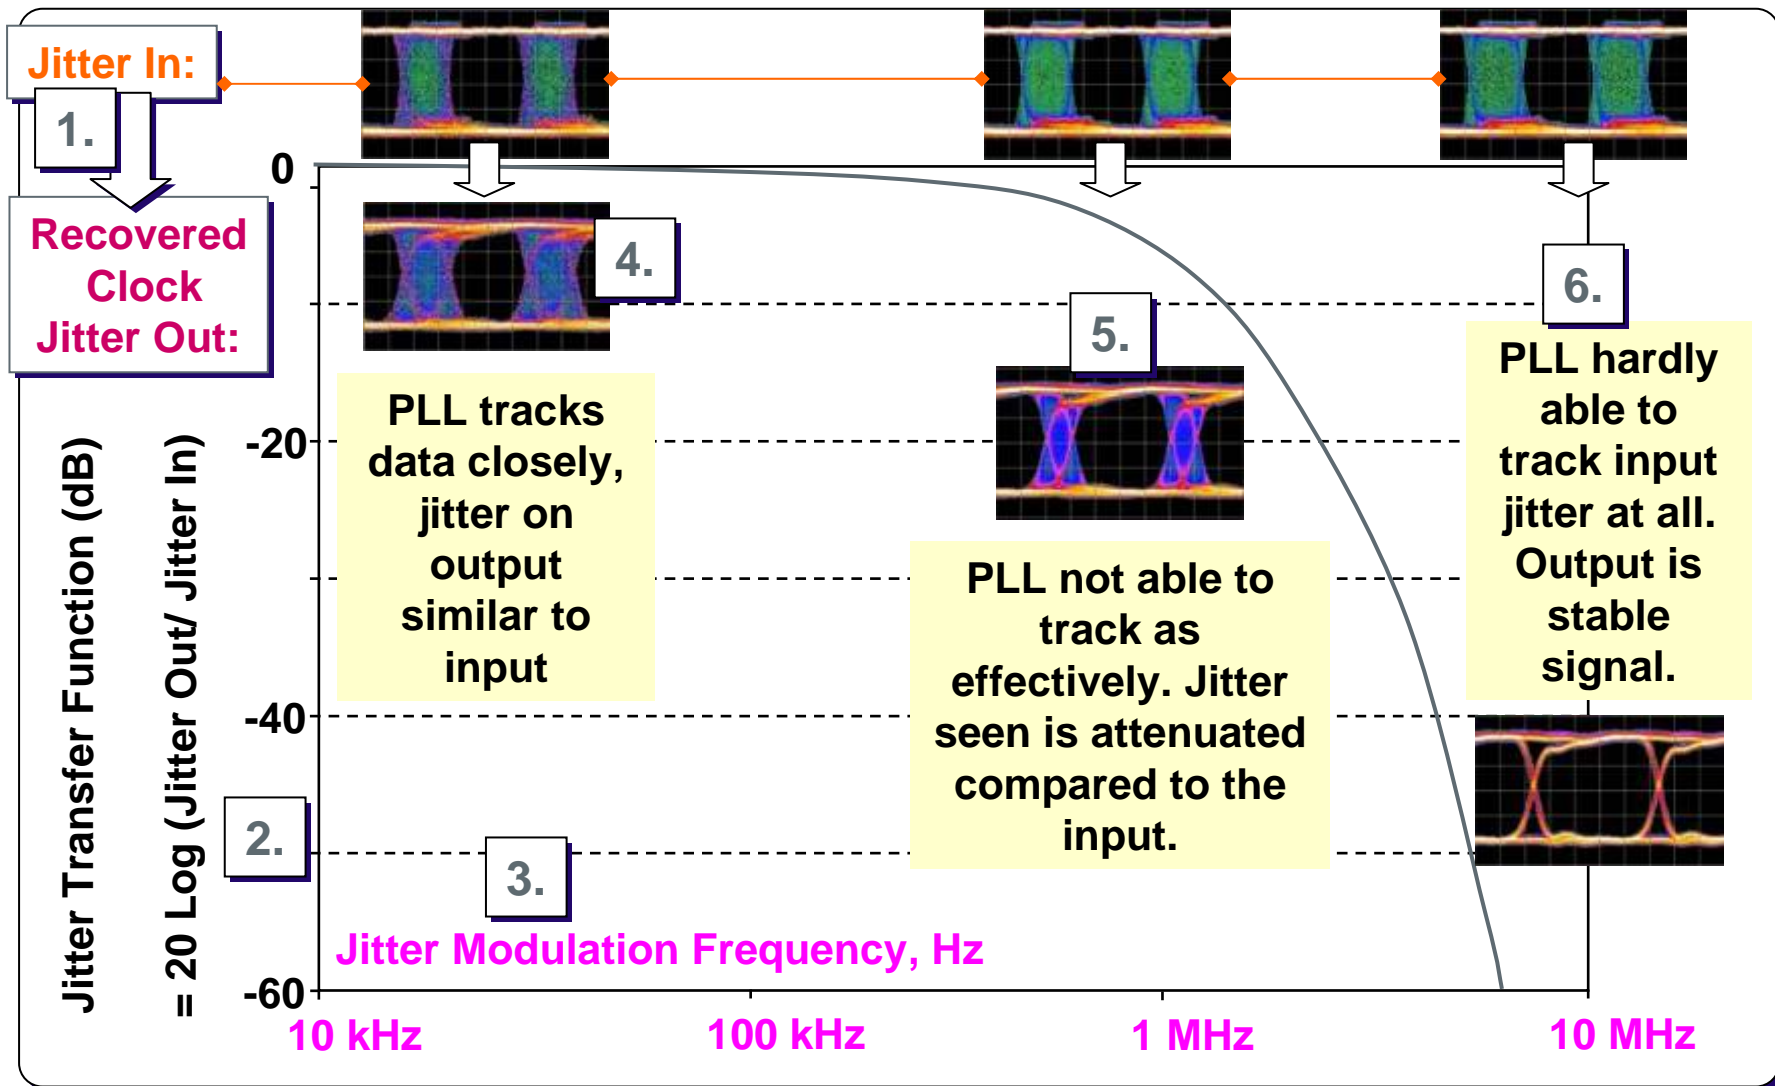 Jitter In:
1.
Recovered
Clock
Jitter Out:
Jitter Transfer Function (dB)
= 20 Log (Jitter Out/ Jitter In)
0
-20
-40
-60
2.
3.
4.
PLL tracks
data closely,
jitter on
output
similar to
input
5.
PLL not able to
track as
effectively. Jitter
seen is attenuated
compared to the
input.
6.
PLL hardly
able to
track input
jitter at all.
Output is
stable
signal.
Jitter Modulation Frequency, Hz
10 kHz
100 kHz
1 MHz
10 MHz